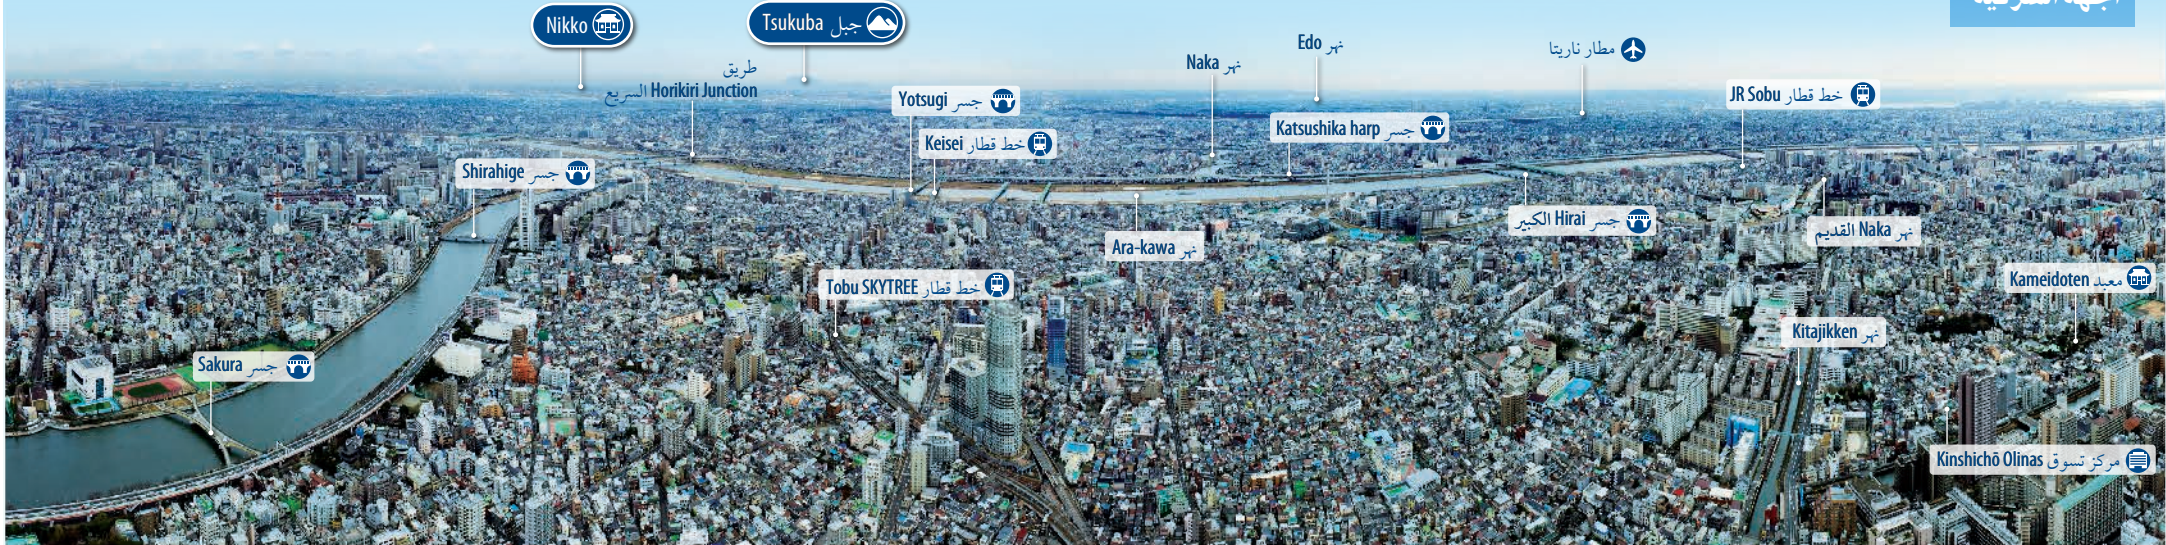 الجهة الشرقية
Nikko
جبل Tsukuba
طريق
Horikiri Junction السريع
نهر Naka
نهر Edo
مطار ناريتا
جسر Yotsugi
خط قطار JR Sobu
جسر Katsushika harp
خط قطار Keisei
جسر Shirahige
جسر Hirai الكبير
نهر Naka القديم
نهر Ara-kawa
خط قطار Tobu SKYTREE
معبد Kameidoten
نهر Kitajikken
جسر Sakura
مركز تسوق Kinshichō Olinas